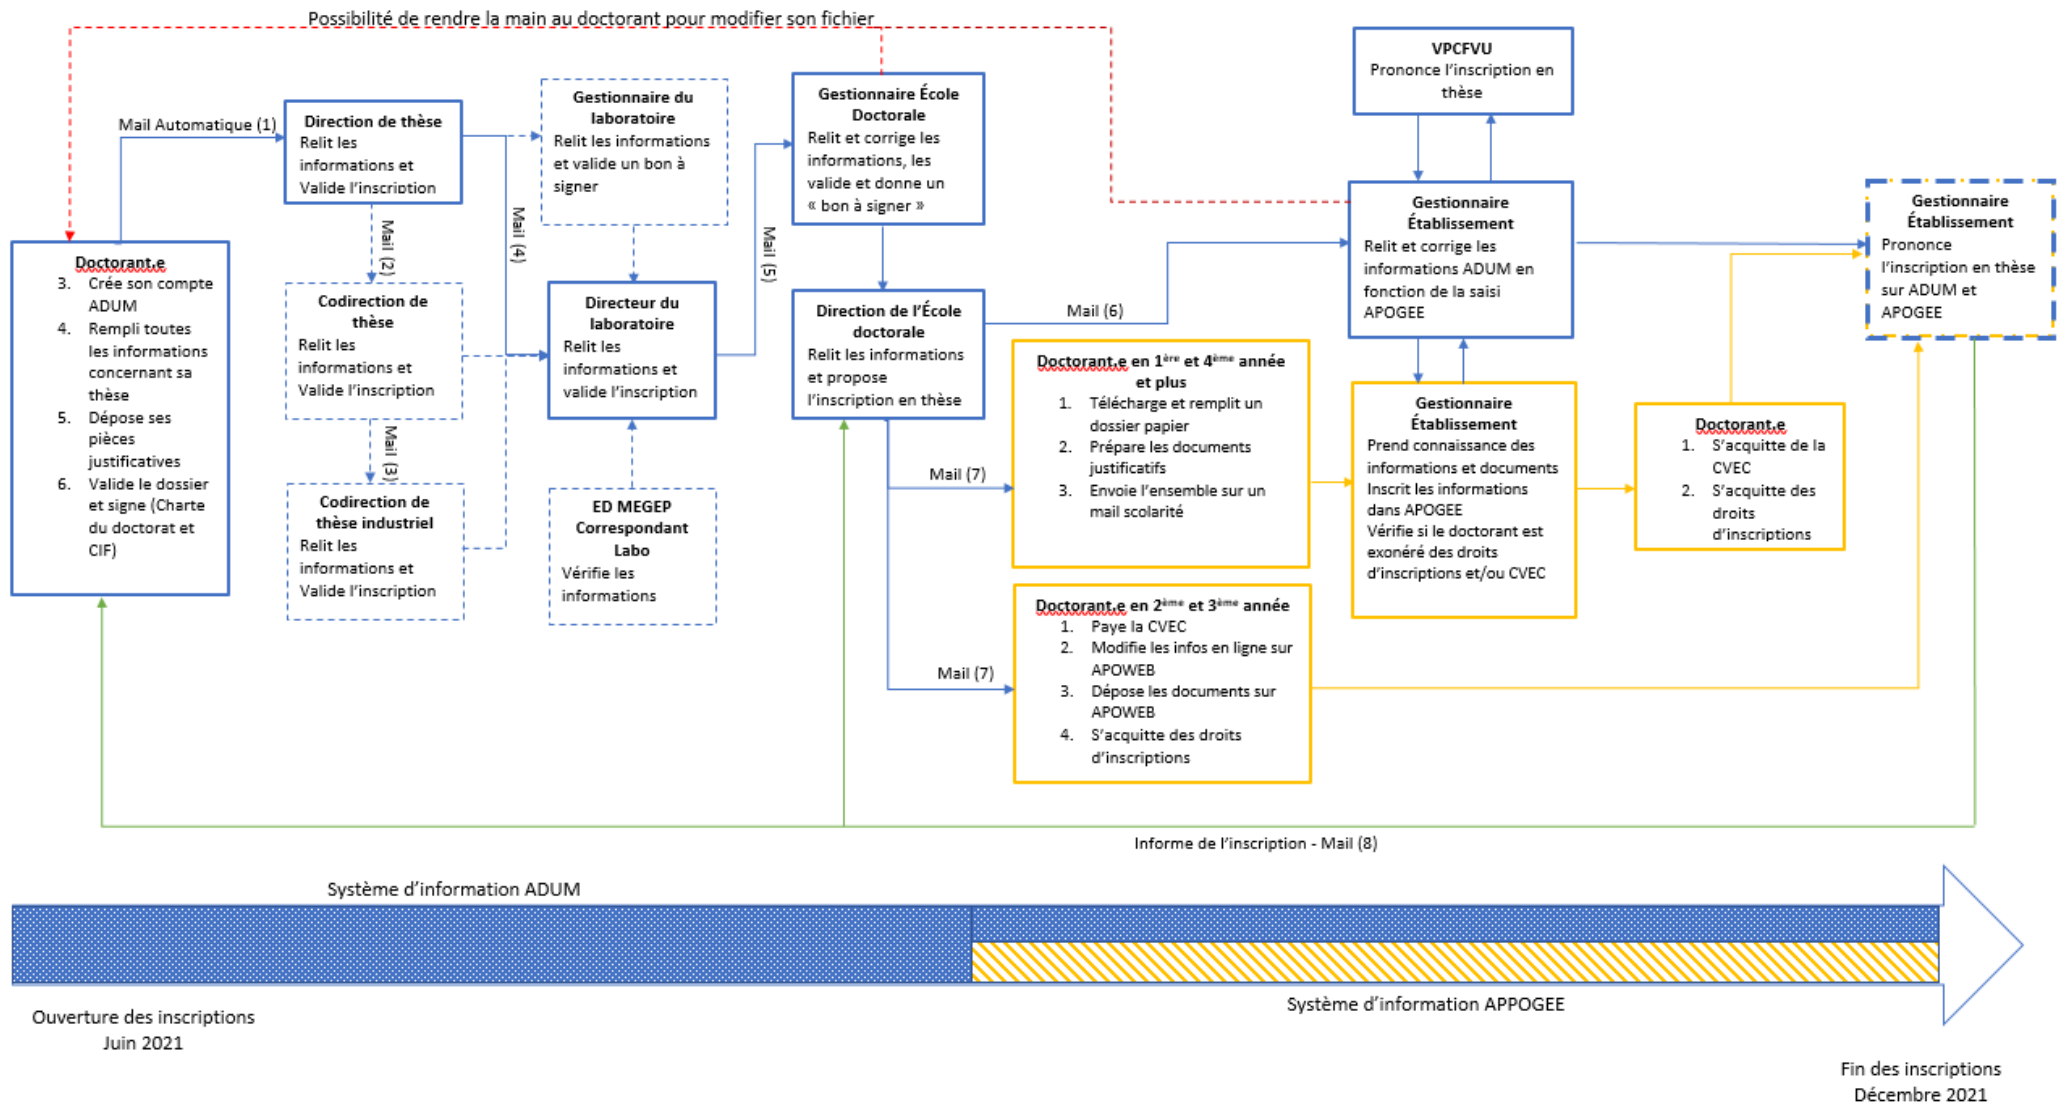 Possibilité de rendre la main au doctorant pour modifier son fichier
Mail Automatique (1)
Doctorant.e
3. Crée son compte
ADUM
4. Rempli toutes
les informations
concernant sa
thèse
5. Dépose ses
pièces
justificatives
6. Valide le dossier
et signe (Charte
du doctorat et
CIF)
Direction de thèse
Relit les
informations et
Valide l'inscription
Mail (2)
Codirection de
thèse
Relit les
informations et
Valide l'inscription
Mail (3)
Codirection de
thèse industriel
Relit les
informations et
Valide l'inscription
Mail (4)
Gestionnaire du
laboratoire
Relit les informations
et valide un bon à
signer
Directeur du
laboratoire
Relit les
informations et
valide l'inscription
ED MEGEP
Correspondant
Labo
Vérifie les
informations
Mail (5)
Gestionnaire École
Doctorale
Relit et corrige les
informations, les
valide et donne un
« bon à signer »
Direction de l'École
doctorale
Relit les informations
et propose
l'inscription en thèse
Mail (6)
Mail (7)
Doctorant.e en 1ère et 4ème année
et plus
1. Télécharge et remplit un
dossier papier
2. Prépare les documents
justificatifs
3. Envoie l'ensemble sur un
mail scolarité
Mail (7)
Doctorant.e en 2ème et 3ème année
1. Paye la CVEC
2. Modifie les infos en ligne sur
APOWEB
3. Dépose les documents sur
APOWEB
4. S'acquitte des droits
d'inscriptions
VPCFVU
Prononce l'inscription en
thèse
Gestionnaire
Établissement
Relit et corrige les
informations ADUM en
fonction de la saisi
APOGEE
Gestionnaire
Établissement
Prend connaissance des
informations et documents
Inscrit les informations
dans APOGEE
Vérifie si le doctorant est
exonéré des droits
d'inscriptions et/ou CVEC
Doctorant.e
1. S'acquitte de la
CVEC
2. S'acquitte des
droits
d'inscriptions
Gestionnaire
Établissement
Prononce
l'inscription en thèse
sur ADUM et
APOGEE
Informe de l'inscription - Mail (8)
Système d'information ADUM
Système d'information APPOGEE
Ouverture des inscriptions
Juin 2021
Fin des inscriptions
Décembre 2021